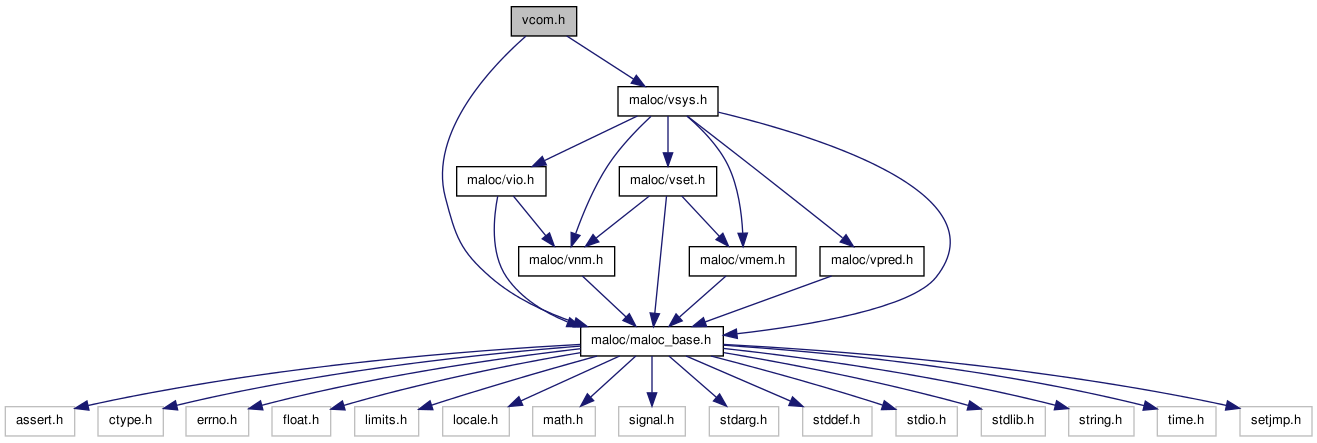 vcom.h
maloc/vsys.h
maloc/vio.h
maloc/vset.h
maloc/vnm.h
maloc/vmem.h
maloc/vpred.h
maloc/maloc_base.h
assert.h
ctype.h
errno.h
float.h
limits.h
locale.h
math.h
signal.h
stdarg.h
stddef.h
stdio.h
stdlib.h
string.h
time.h
setjmp.h